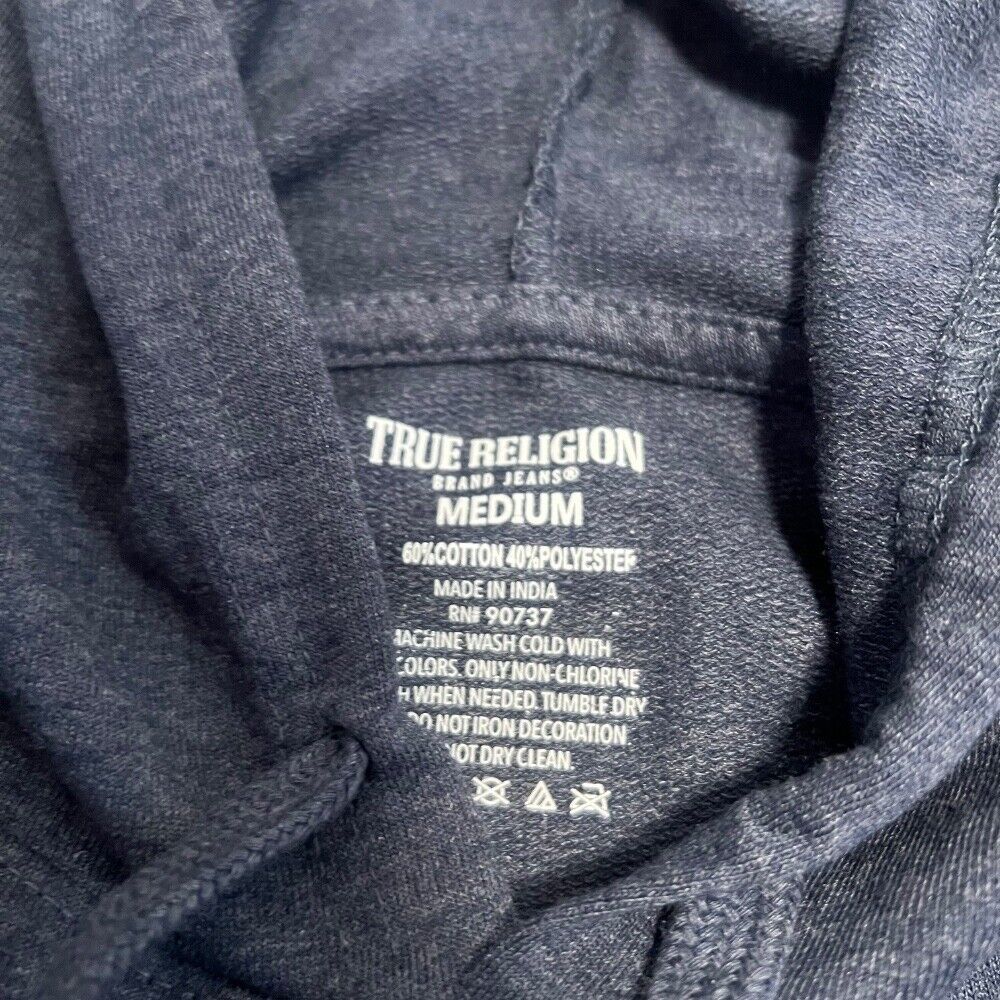 TRUE RELIGION
BRAND JEANS®
MEDIUM
60%COTTON 40%POLYESTER
MADE IN INDIA
RN# 90737
MACHINE WASH COLD WITH
COLORS. ONLY NON-CHLORINE
WHEN NEEDED. TUMBLE DRY
DO NOT IRON DECORATION
NOT DRY CLEAN.